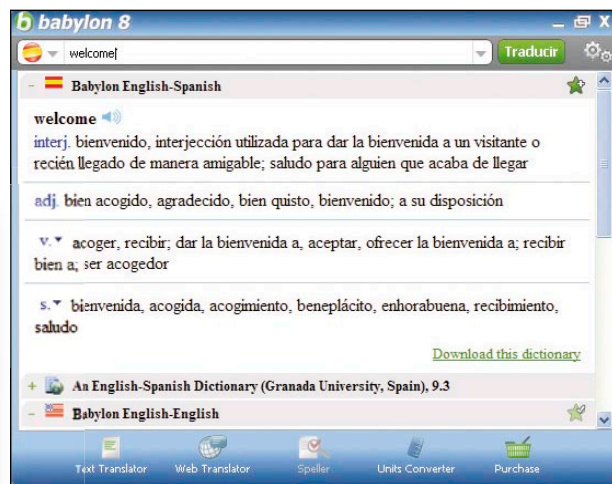 babylon 8
welcome
Traducir
Babylon English-Spanish
welcome
interj. bienvenido, interjección utilizada para dar la bienvenida a un visitante o
recién llegado de manera amigable; saludo para alguien que acaba de llegar
adj. bien acogido, agradecido, bien quisto, bienvenido; a su disposición
v. acoger, recibir; dar la bienvenida a, aceptar, ofrecer la bienvenida a; recibir
bien a; ser acogedor
s. bienvenida, acogida, acogimiento, beneplácito, enhorabuena, recibimiento,
saludo
Download this dictionary
An English-Spanish Dictionary (Granada University, Spain), 9.3
Babylon English-English
Text Translator Web Translator Speller Units Converter Purchase